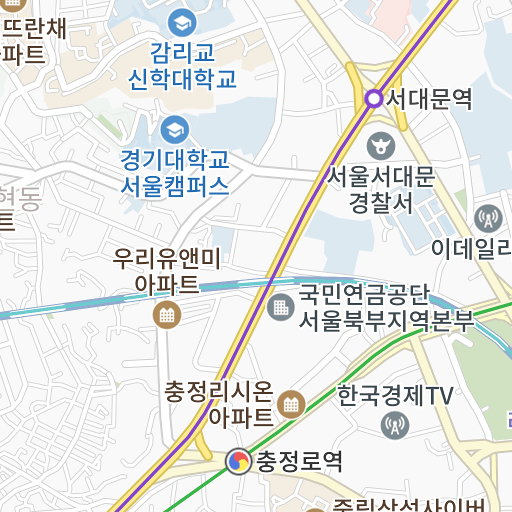 뜨란채
아파트
감리교
신학대학교
서대문역
경기대학교
서울캠퍼스
서울서대문
경찰서
현동
이데일리
우리유앤미
아파트
국민연금공단
서울북부지역본부
충정리시온
아파트
한국경제TV
충정로역